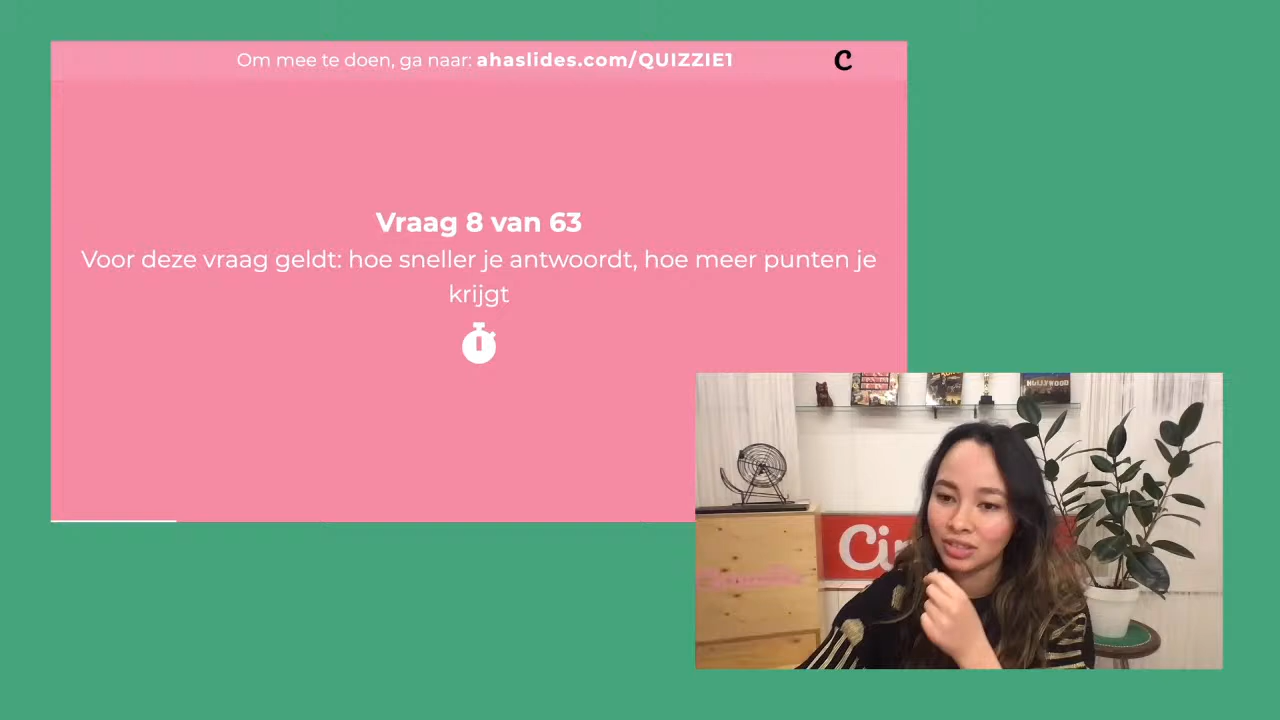 Om mee te doen, ga naar: ahaslides.com/QUIZZIE1
C
Vraag 8 van 63
Voor deze vraag geldt: hoe sneller je antwoordt, hoe meer punten je
krijgt